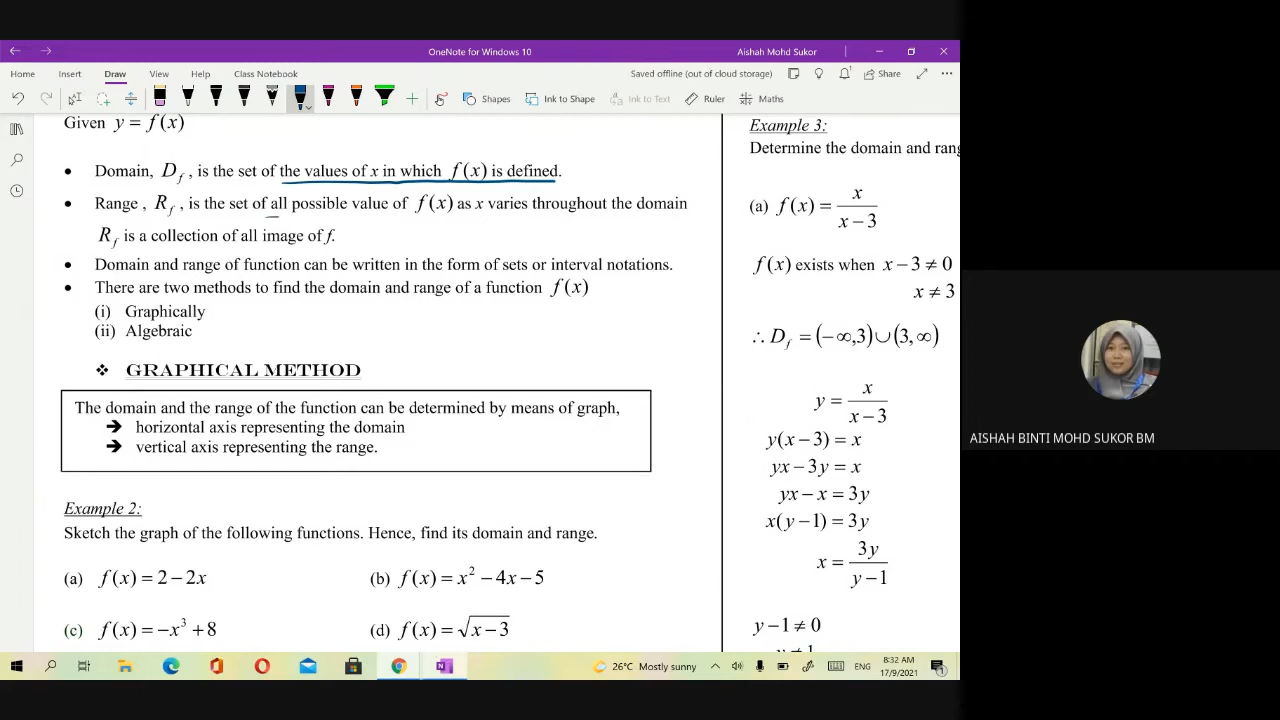 OneNote for Windows 10
Aishah Mohd Sukor
Home Insert Draw View Help Class Notebook
Saved offline (out of cloud storage) Share
Shapes Ink to Shape Ink to Text Ruler Maths
Given y = f(x)
• Domain, D_f , is the set of the values of x in which f(x) is defined.
• Range , R_f , is the set of all possible value of f(x) as x varies throughout the domain
R_f is a collection of all image of f.
• Domain and range of function can be written in the form of sets or interval notations.
• There are two methods to find the domain and range of a function f(x)
(i) Graphically
(ii) Algebraic
❖ GRAPHICAL METHOD
The domain and the range of the function can be determined by means of graph,
➔ horizontal axis representing the domain
➔ vertical axis representing the range.
Example 2:
Sketch the graph of the following functions. Hence, find its domain and range.
(a) f(x) = 2 − 2x (b) f(x) = x² − 4x − 5
(c) f(x) = −x³ + 8 (d) f(x) = √(x − 3)
Example 3:
Determine the domain and rang
(a) f(x) = x / (x − 3)
f(x) exists when x − 3 ≠ 0
x ≠ 3
∴ D_f = (−∞,3) ∪ (3,∞)
y = x / (x − 3)
y(x − 3) = x
yx − 3y = x
yx − x = 3y
x(y − 1) = 3y
x = 3y / (y − 1)
y − 1 ≠ 0
y ≠ 1
AISHAH BINTI MOHD SUKOR BM
26°C Mostly sunny
ENG
8:32 AM
17/9/2021
1